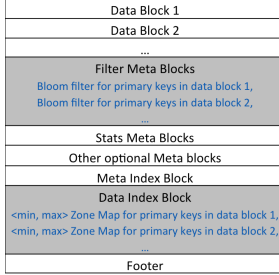 Data Block 1
Data Block 2
...
Filter Meta Blocks
Bloom filter for primary keys in data block 1,
Bloom filter for primary keys in data block 2,
...
Stats Meta Blocks
Other optional Meta blocks
Meta Index Block
Data Index Block
<min, max> Zone Map for primary keys in data block 1,
<min, max> Zone Map for primary keys in data block 2,
...
Footer